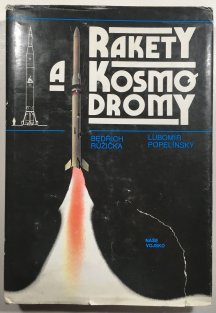 RAKETY
A KOSMO
DROMY
BEDŘICH
RŮŽIČKA
LUBOMÍR
POPELÍNSKÝ
NAŠE
VOJSKO